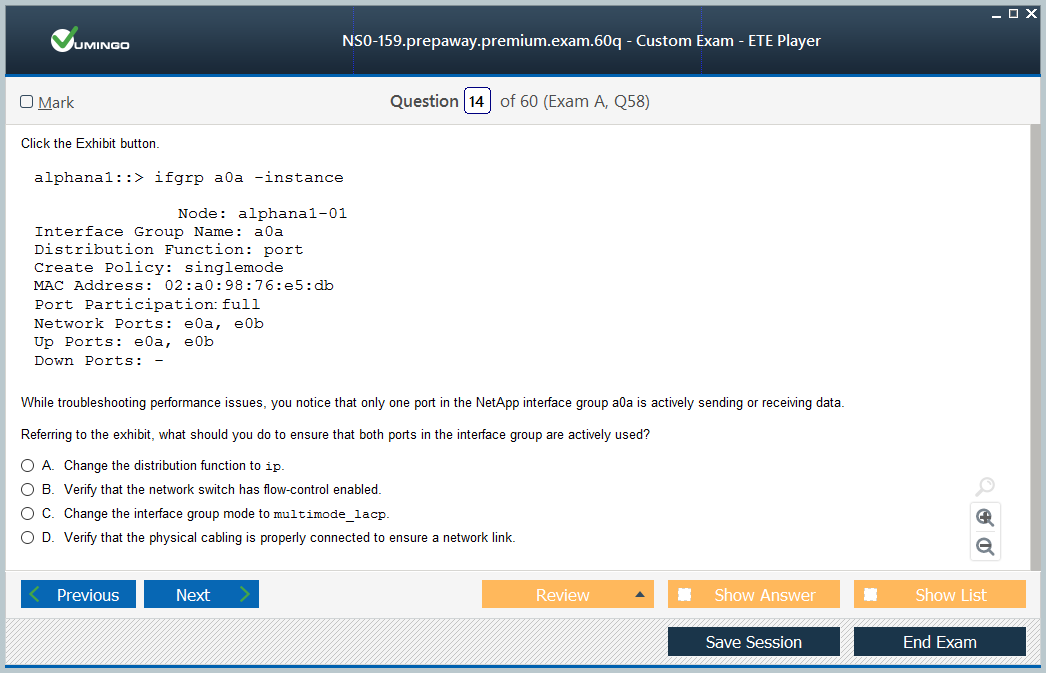 VUMINGO
NS0-159.prepaway.premium.exam.60q - Custom Exam - ETE Player
Mark
Question 14 of 60 (Exam A, Q58)
Click the Exhibit button.
alphana1::> ifgrp a0a -instance
Node: alphana1-01
Interface Group Name: a0a
Distribution Function: port
Create Policy: singlemode
MAC Address: 02:a0:98:76:e5:db
Port Participation: full
Network Ports: e0a, e0b
Up Ports: e0a, e0b
Down Ports: -
While troubleshooting performance issues, you notice that only one port in the NetApp interface group a0a is actively sending or receiving data.
Referring to the exhibit, what should you do to ensure that both ports in the interface group are actively used?
A. Change the distribution function to ip.
B. Verify that the network switch has flow-control enabled.
C. Change the interface group mode to multimode_lacp.
D. Verify that the physical cabling is properly connected to ensure a network link.
Previous Next Review Show Answer Show List
Save Session End Exam